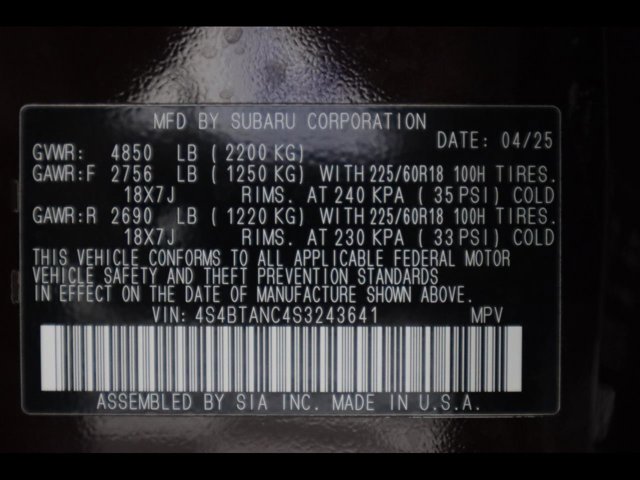 MFD BY SUBARU CORPORATION
DATE: 04/25
GVWR: 4850 LB (2200 KG)
GAWR:F 2756 LB (1250 KG) WITH 225/60R18 100H TIRES.
18X7J RIMS. AT 240 KPA (35 PSI) COLD
GAWR:R 2690 LB (1220 KG) WITH 225/60R18 100H TIRES.
18X7J RIMS. AT 230 KPA (33 PSI) COLD
THIS VEHICLE CONFORMS TO ALL APPLICABLE FEDERAL MOTOR
VEHICLE SAFETY AND THEFT PREVENTION STANDARDS
IN EFFECT ON THE DATE OF MANUFACTURE SHOWN ABOVE.
VIN: 4S4BTANC4S3243641 MPV
ASSEMBLED BY SIA INC. MADE IN U.S.A.